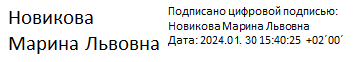 Новикова
Марина Львовна
Подписано цифровой подписью:
Новикова Марина Львовна
Дата: 2024.01. 30 15:40:25 +02´00´